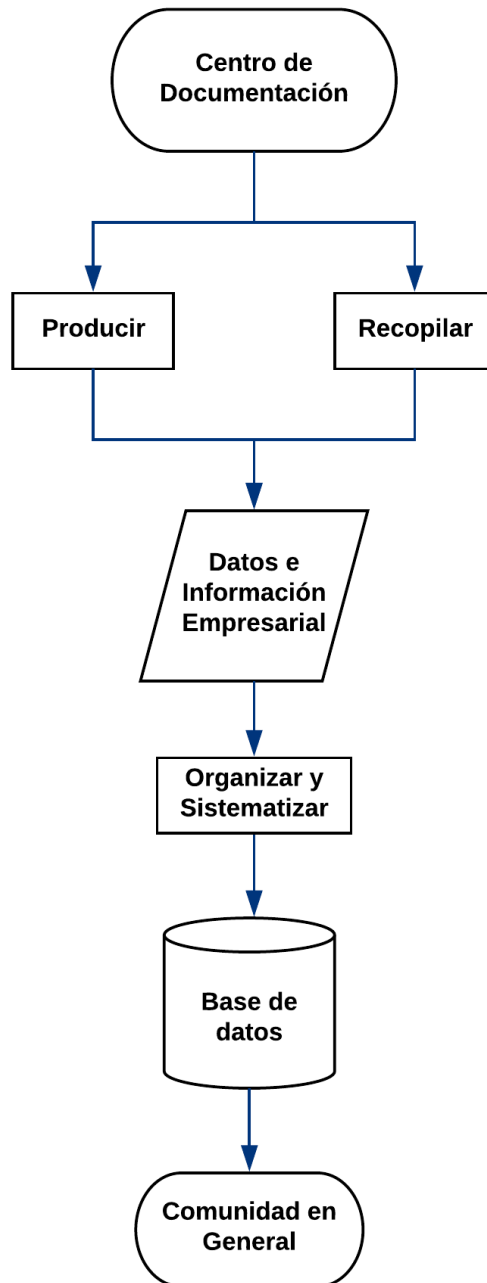 Centro de
Documentación
Producir
Recopilar
Datos e
Información
Empresarial
Organizar y
Sistematizar
Base de
datos
Comunidad en
General